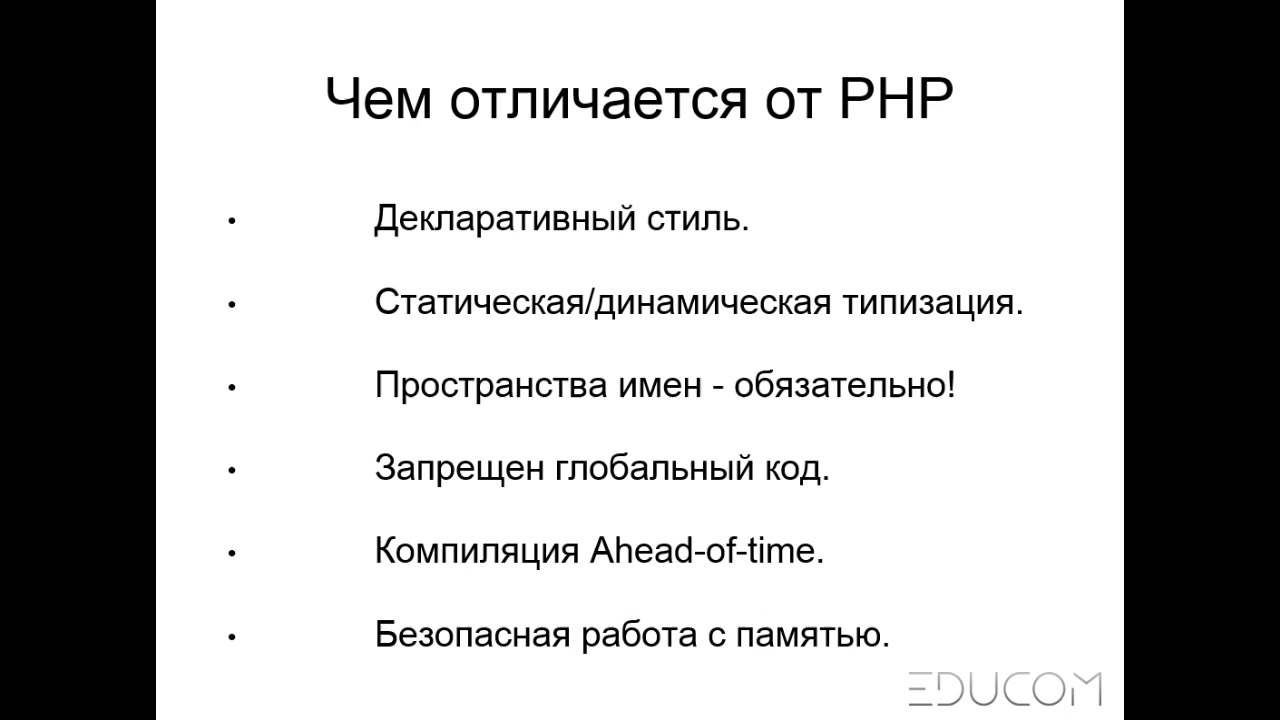 Чем отличается от PHP
• Декларативный стиль.
• Статическая/динамическая типизация.
• Пространства имен - обязательно!
• Запрещен глобальный код.
• Компиляция Ahead-of-time.
• Безопасная работа с памятью.
EDUCOM